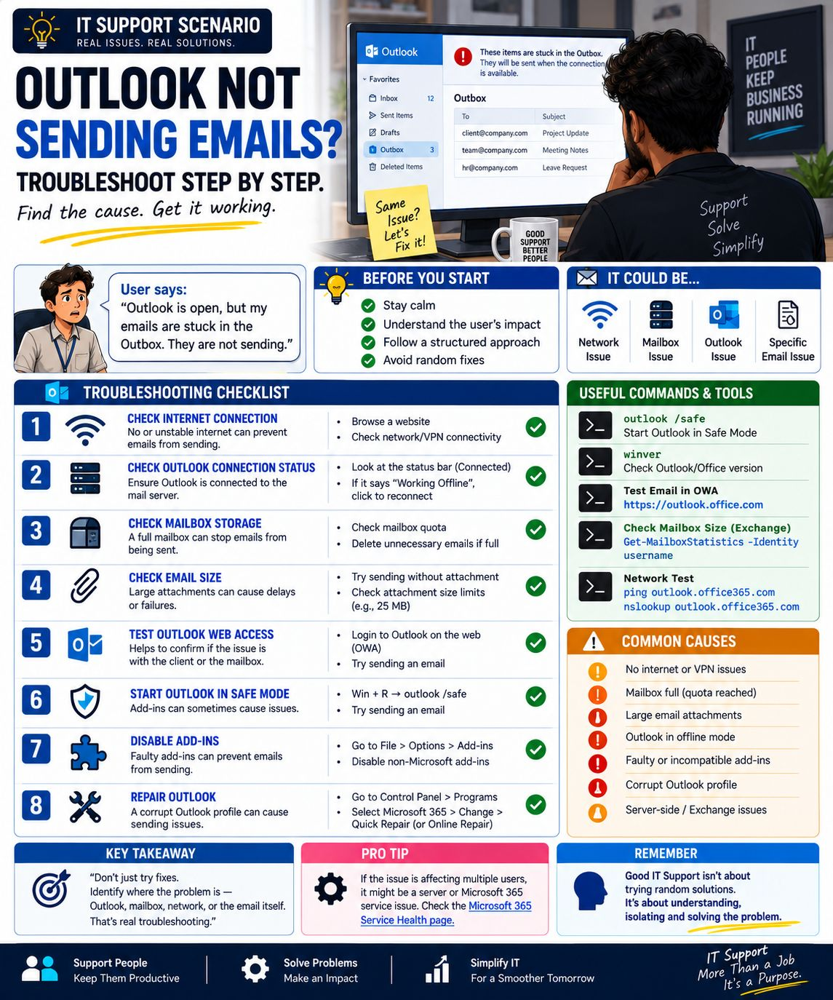 IT SUPPORT SCENARIO
REAL ISSUES. REAL SOLUTIONS.
OUTLOOK NOT
SENDING EMAILS?
TROUBLESHOOT STEP BY STEP.
Find the cause. Get it working.
Outlook
Favorites
Inbox 12
Sent Items
Drafts
Outbox 3
Deleted Items
These items are stuck in the Outbox.
They will be sent when the connection
is available.
Outbox
To Subject
client@company.com Project Update
team@company.com Meeting Notes
hr@company.com Leave Request
Same
Issue?
Let's
Fix it!
GOOD
SUPPORT
BETTER
PEOPLE
IT
PEOPLE
KEEP
BUSINESS
RUNNING
Support
Solve
Simplify
User says:
“Outlook is open, but my
emails are stuck in the
Outbox. They are not sending.”
BEFORE YOU START
Stay calm
Understand the user's impact
Follow a structured approach
Avoid random fixes
IT COULD BE...
Network
Issue
Mailbox
Issue
Outlook
Issue
Specific
Email Issue
TROUBLESHOOTING CHECKLIST
1
CHECK INTERNET CONNECTION
No or unstable internet can prevent
emails from sending.
• Browse a website
• Check network/VPN connectivity
2
CHECK OUTLOOK CONNECTION STATUS
Ensure Outlook is connected to the
mail server.
• Look at the status bar (Connected)
• If it says “Working Offline”,
click to reconnect
3
CHECK MAILBOX STORAGE
A full mailbox can stop emails from
being sent.
• Check mailbox quota
• Delete unnecessary emails if full
4
CHECK EMAIL SIZE
Large attachments can cause delays
or failures.
• Try sending without attachment
• Check attachment size limits
(e.g., 25 MB)
5
TEST OUTLOOK WEB ACCESS
Helps to confirm if the issue is
with the client or the mailbox.
• Login to Outlook on the web
(OWA)
• Try sending an email
6
START OUTLOOK IN SAFE MODE
Add-ins can sometimes cause issues.
• Win + R → outlook /safe
• Try sending an email
7
DISABLE ADD-INS
Faulty add-ins can prevent emails
from sending.
• Go to File > Options > Add-ins
• Disable non-Microsoft add-ins
8
REPAIR OUTLOOK
A corrupt Outlook profile can cause
sending issues.
• Go to Control Panel > Programs
• Select Microsoft 365 > Change >
Quick Repair (or Online Repair)
USEFUL COMMANDS & TOOLS
outlook /safe
Start Outlook in Safe Mode
winver
Check Outlook/Office version
Test Email in OWA
https://outlook.office.com
Check Mailbox Size (Exchange)
Get-MailboxStatistics -Identity
username
Network Test
ping outlook.office365.com
nslookup outlook.office365.com
COMMON CAUSES
No internet or VPN issues
Mailbox full (quota reached)
Large email attachments
Outlook in offline mode
Faulty or incompatible add-ins
Corrupt Outlook profile
Server-side / Exchange issues
KEY TAKEAWAY
“Don't just try fixes.
Identify where the problem is —
Outlook, mailbox, network, or the email itself.
That's real troubleshooting.”
PRO TIP
If the issue is affecting multiple users,
it might be a server or Microsoft 365
service issue. Check the Microsoft 365
Service Health page.
REMEMBER
Good IT Support isn't about
trying random solutions.
It's about understanding,
isolating and solving the problem.
Support People
Keep Them Productive
Solve Problems
Make an Impact
Simplify IT
For a Smoother Tomorrow
IT Support
More Than a Job
It's a Purpose.